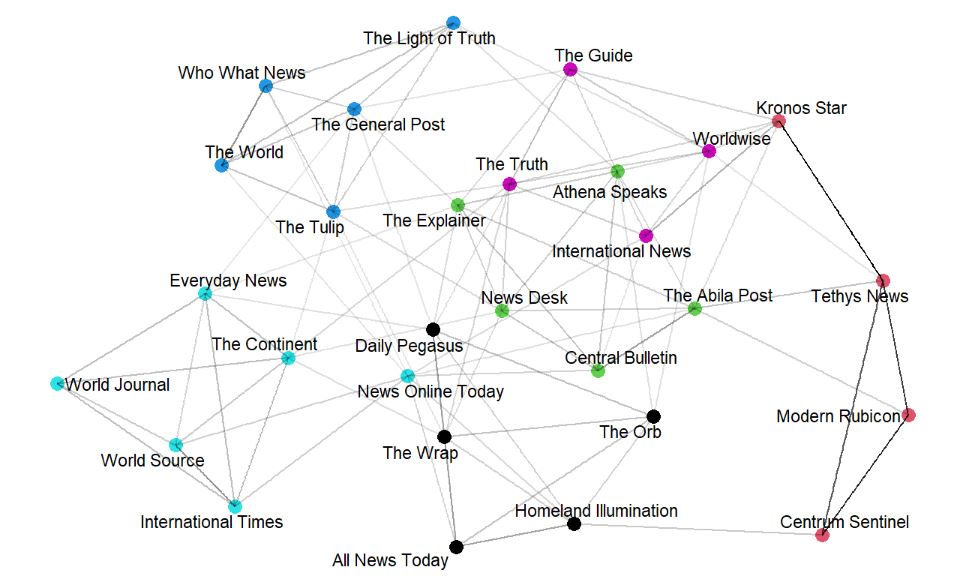 The Light of Truth
The Guide
Who What News
Kronos Star
The General Post
Worldwise
The World
The Truth
Athena Speaks
The Explainer
The Tulip
International News
Everyday News
News Desk
The Abila Post
Tethys News
The Continent
Daily Pegasus
Central Bulletin
World Journal
News Online Today
Modern Rubicon
The Orb
The Wrap
World Source
Homeland Illumination
International Times
Centrum Sentinel
All News Today